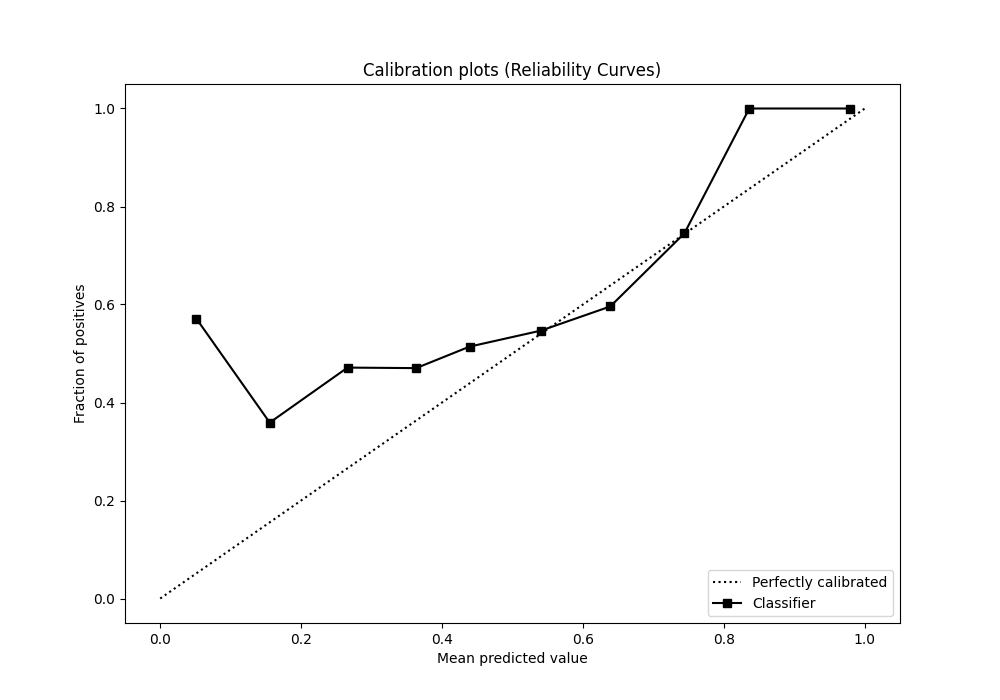 Calibration plots (Reliability Curves)
1.0
0.8
0.6
0.4
0.2
0.0
Fraction of positives
Perfectly calibrated
Classifier
0.0 0.2 0.4 0.6 0.8 1.0
Mean predicted value